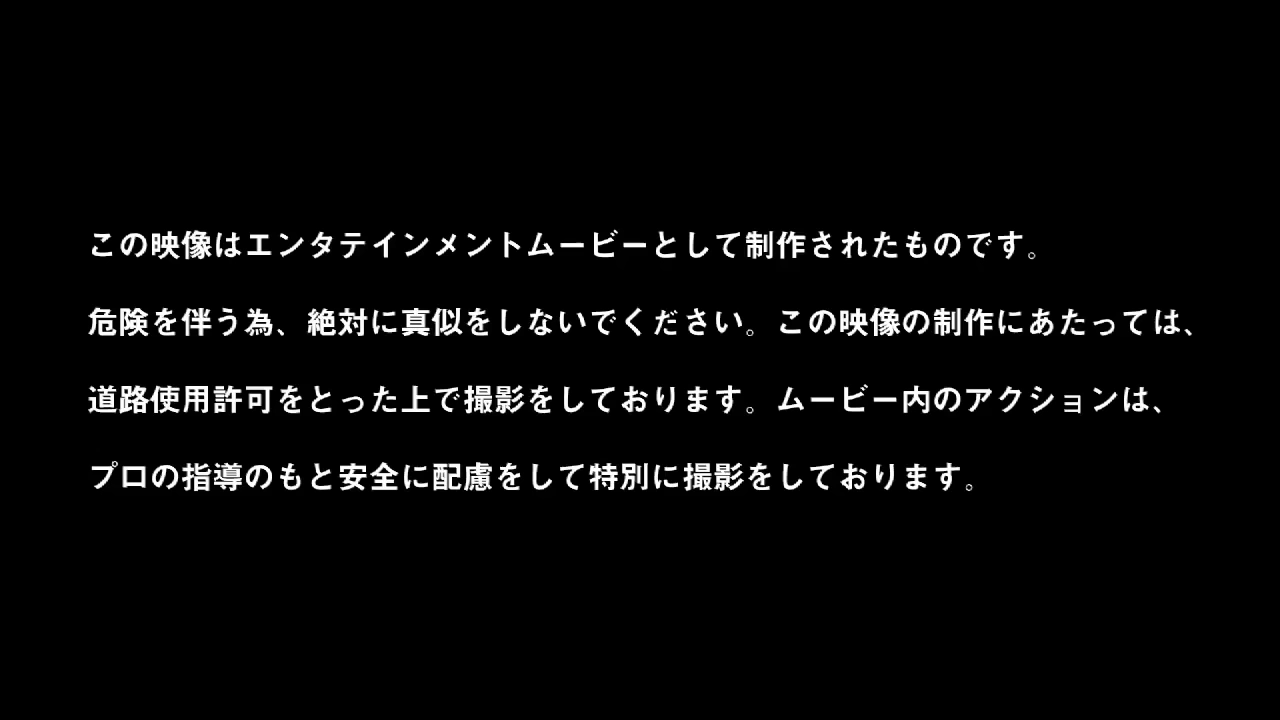 この映像はエンタテインメントムービーとして制作されたものです。
危険を伴う為、絶対に真似をしないでください。この映像の制作にあたっては、
道路使用許可をとった上で撮影をしております。ムービー内のアクションは、
プロの指導のもと安全に配慮をして特別に撮影をしております。